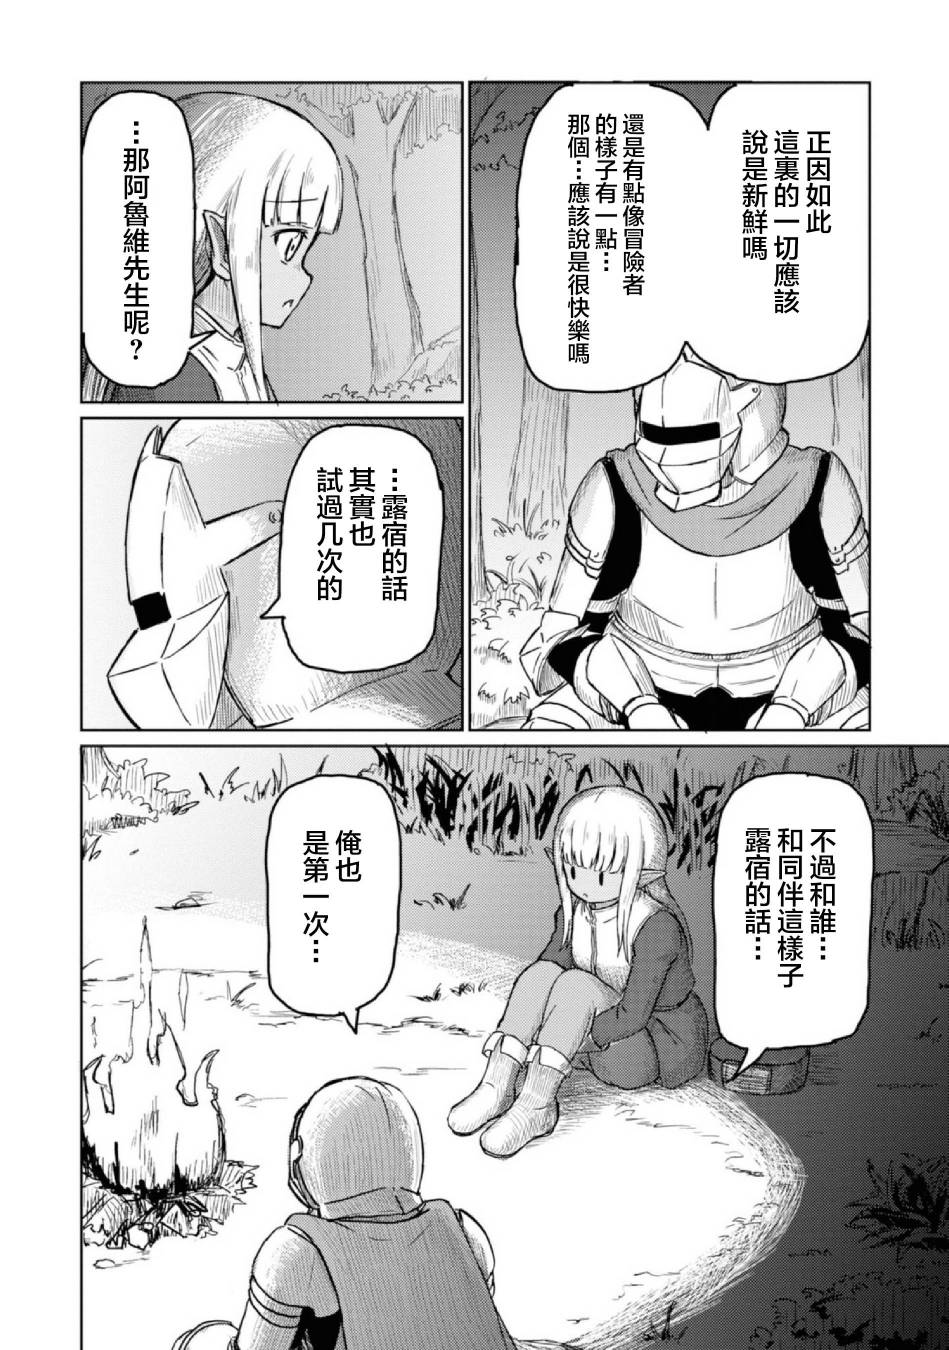 正因如此
這裏的一切應該
說是新鮮嗎
還是有點像冒險者
的樣子有一點…
那個…應該說是很快樂嗎
…那阿魯維先生呢?
…露宿的話
其實也
試過几次的
不過和誰…
和同伴這樣子
露宿的話…
俺也
是第一次…